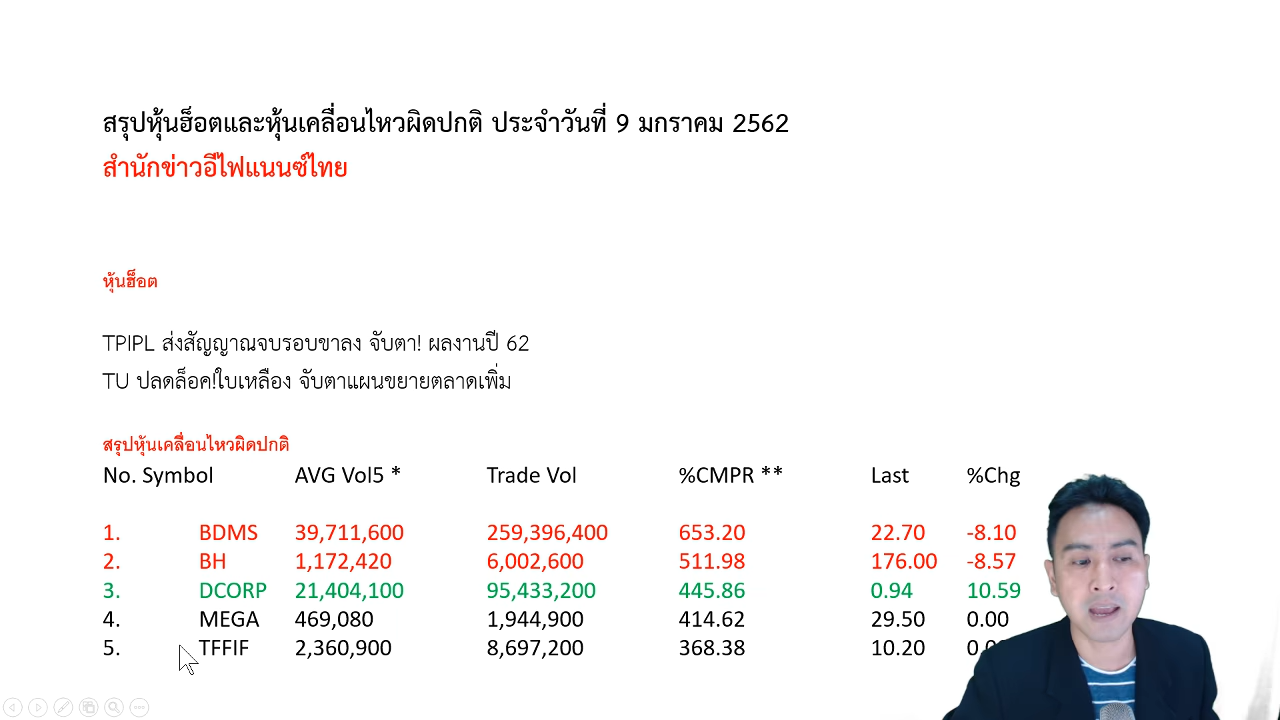 สรุปหุ้นฮ็อตและหุ้นเคลื่อนไหวผิดปกติ ประจำวันที่ 9 มกราคม 2562
สำนักข่าวอีไฟแนนซ์ไทย
หุ้นฮ็อต
TPIPL ส่งสัญญาณจบรอบขาลง จับตา! ผลงานปี 62
TU ปลดล็อค!ใบเหลือง จับตาแผนขยายตลาดเพิ่ม
สรุปหุ้นเคลื่อนไหวผิดปกติ
No. Symbol AVG Vol5 * Trade Vol %CMPR ** Last %Chg
1. BDMS 39,711,600 259,396,400 653.20 22.70 -8.10
2. BH 1,172,420 6,002,600 511.98 176.00 -8.57
3. DCORP 21,404,100 95,433,200 445.86 0.94 10.59
4. MEGA 469,080 1,944,900 414.62 29.50 0.00
5. TFFIF 2,360,900 8,697,200 368.38 10.20